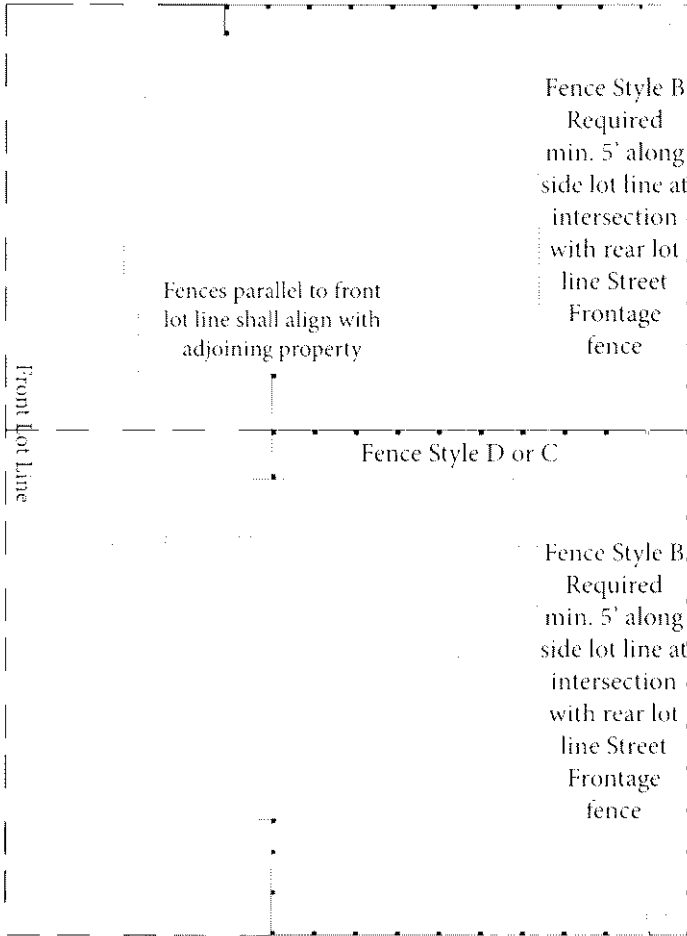 Fence Style B
Required
min. 5' along
side lot line at
intersection
with rear lot
line Street
Frontage
fence
Fences parallel to front
lot line shall align with
adjoining property
Front Lot Line
Fence Style D or C
Fence Style B
Required
min. 5' along
side lot line at
intersection
with rear lot
line Street
Frontage
fence